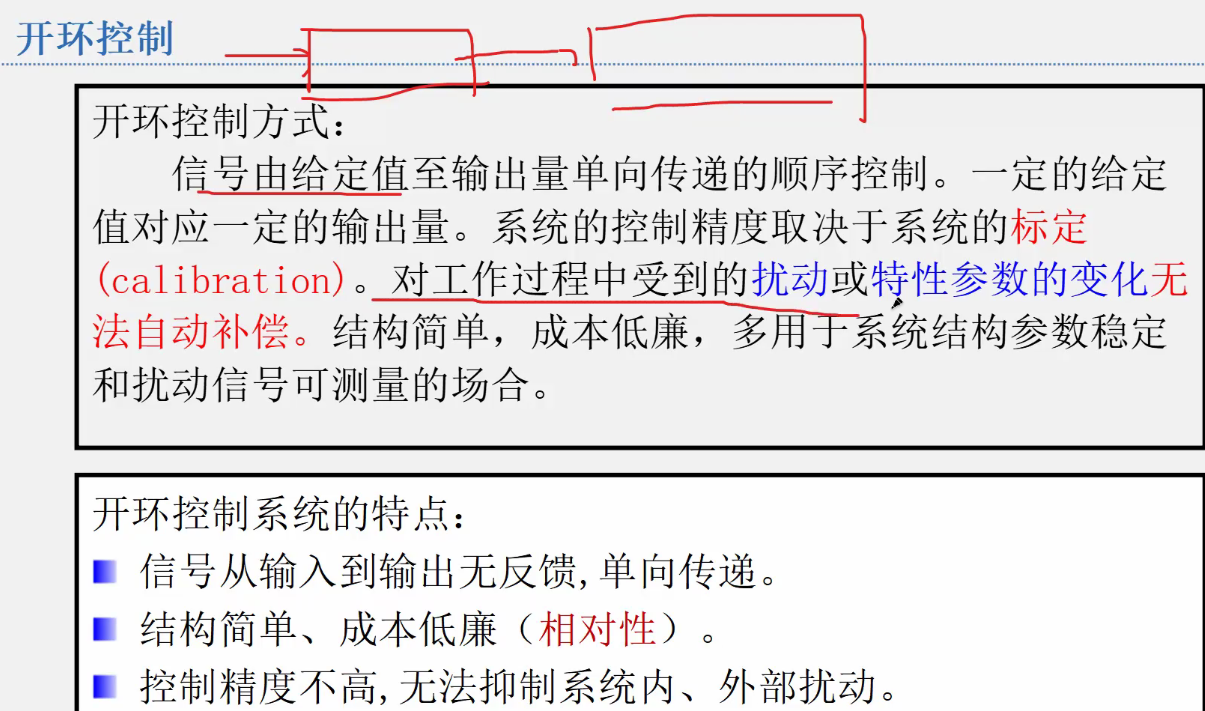 开环控制
开环控制方式：
信号由给定值至输出量单向传递的顺序控制。一定的给定
值对应一定的输出量。系统的控制精度取决于系统的标定
(calibration)。对工作过程中受到的扰动或特性参数的变化无
法自动补偿。结构简单，成本低廉，多用于系统结构参数稳定
和扰动信号可测量的场合。
开环控制系统的特点：
信号从输入到输出无反馈,单向传递。
结构简单、成本低廉（相对性）。
控制精度不高,无法抑制系统内、外部扰动。